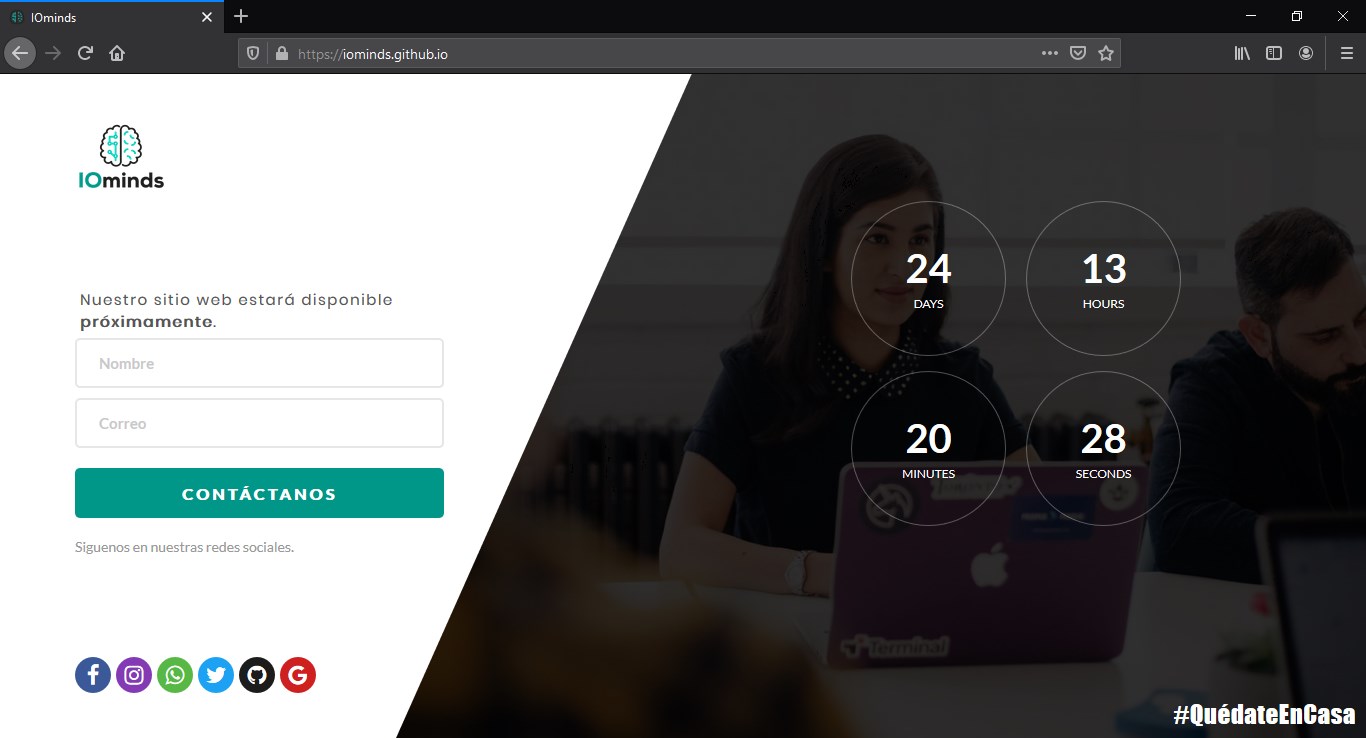 IOminds
https://iominds.github.io
IOminds
Nuestro sitio web estará disponible
próximamente.
Nombre
Correo
CONTÁCTANOS
Siguenos en nuestras redes sociales.
24
DAYS
13
HOURS
20
MINUTES
28
SECONDS
Terminal
#QuédateEnCasa